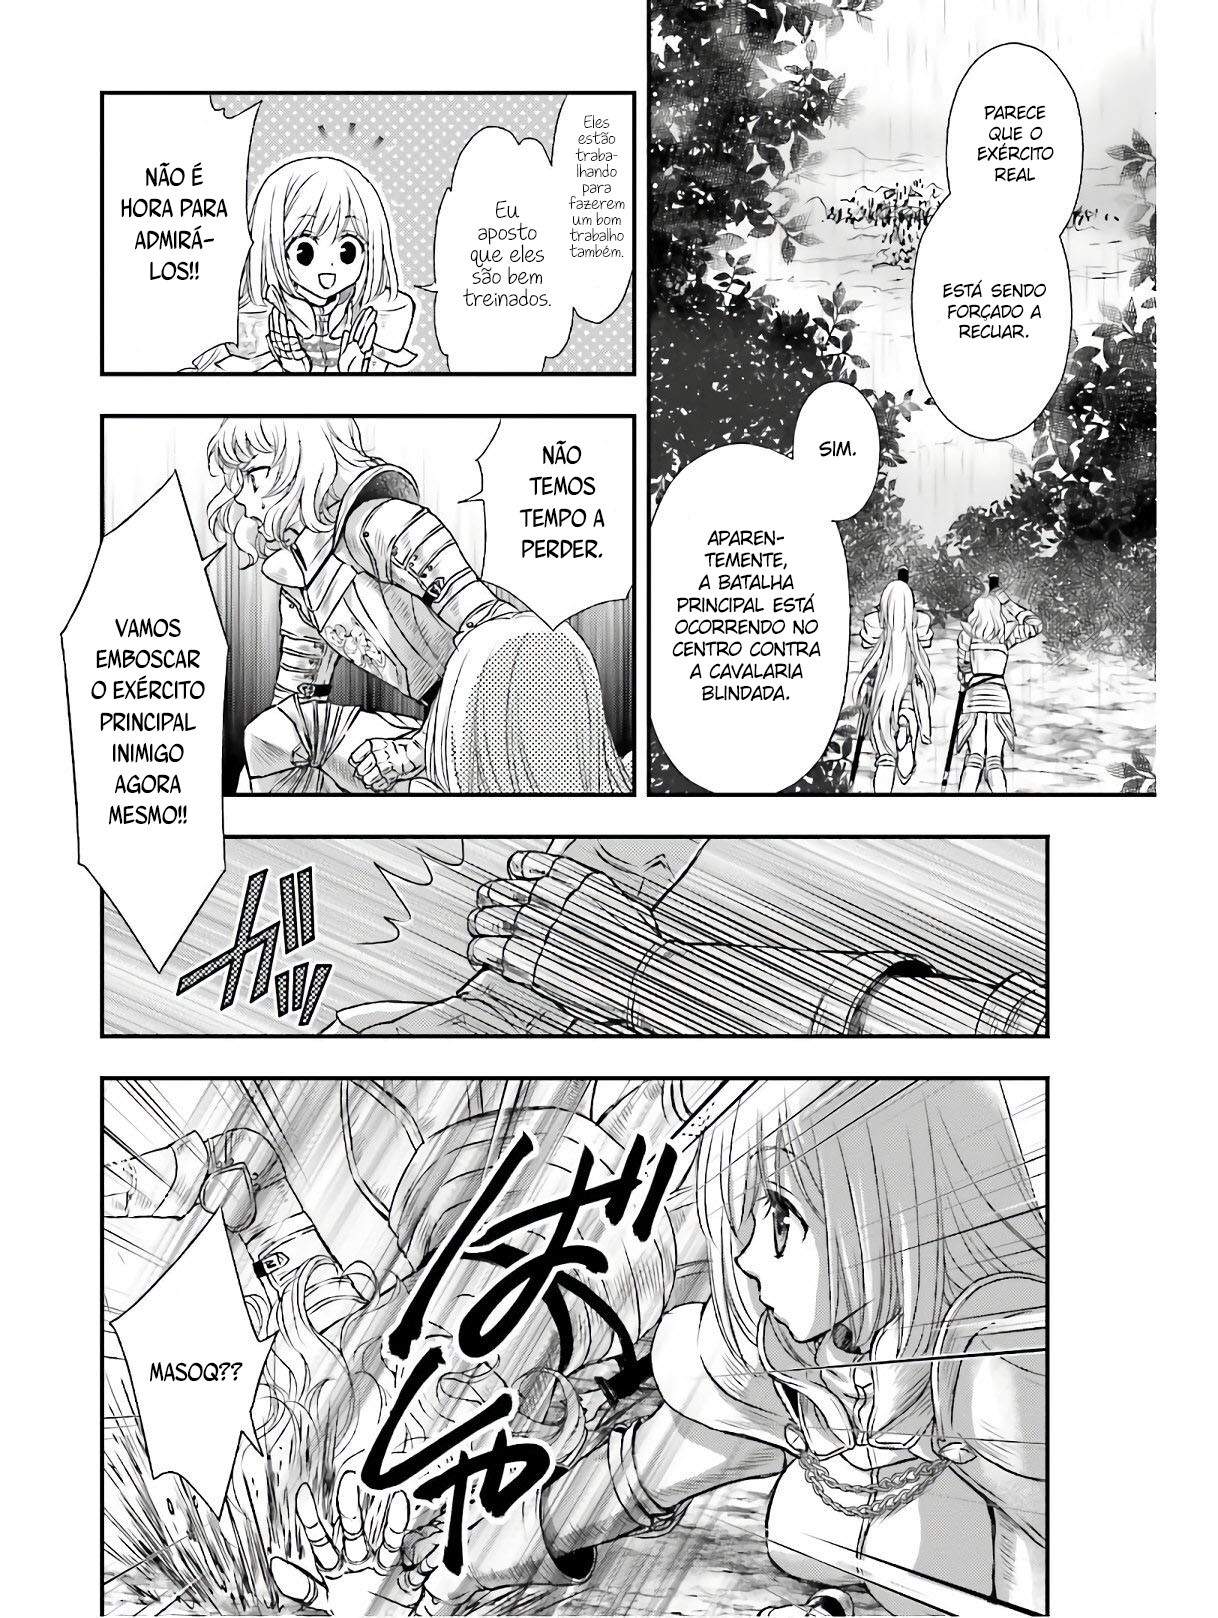 PARECE
QUE O
EXÉRCITO
REAL
ESTÁ SENDO
FORÇADO A
RECUAR.
SIM.
APAREN-
TEMENTE,
A BATALHA
PRINCIPAL ESTÁ
OCORRENDO NO
CENTRO CONTRA
A CAVALARIA
BLINDADA.
Eles
estão
traba-
lhando
para
fazerem
um bom
trabalho
também.
Eu
aposto
que eles
são bem
treinados.
NÃO É
HORA PARA
ADMIRÁ-
LOS!!
NÃO
TEMOS
TEMPO A
PERDER.
VAMOS
EMBOSCAR
O EXÉRCITO
PRINCIPAL
INIMIGO
AGORA
MESMO!!
ガッ
ばしゃ
MASOQ??